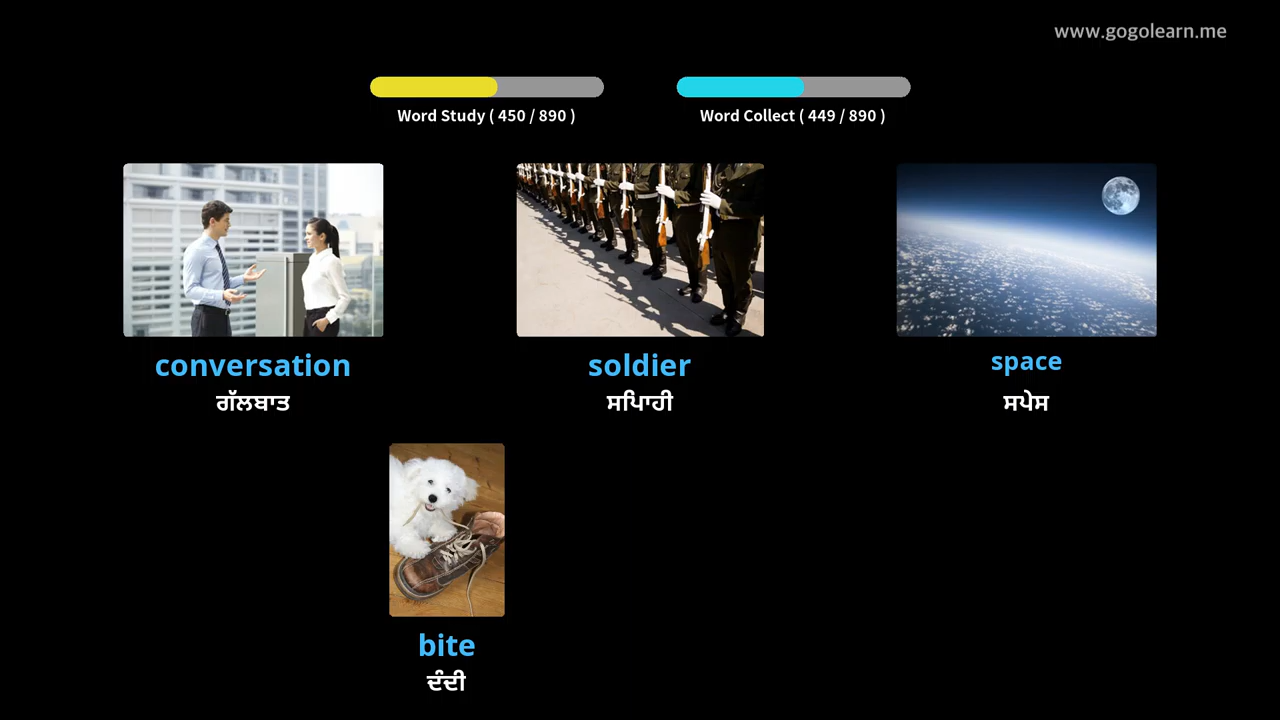 www.gogolearn.me
Word Study ( 450 / 890 )
Word Collect ( 449 / 890 )
conversation
ਗੱਲਬਾਤ
soldier
ਸਿਪਾਹੀ
space
ਸਪੇਸ
bite
ਦੰਦੀ